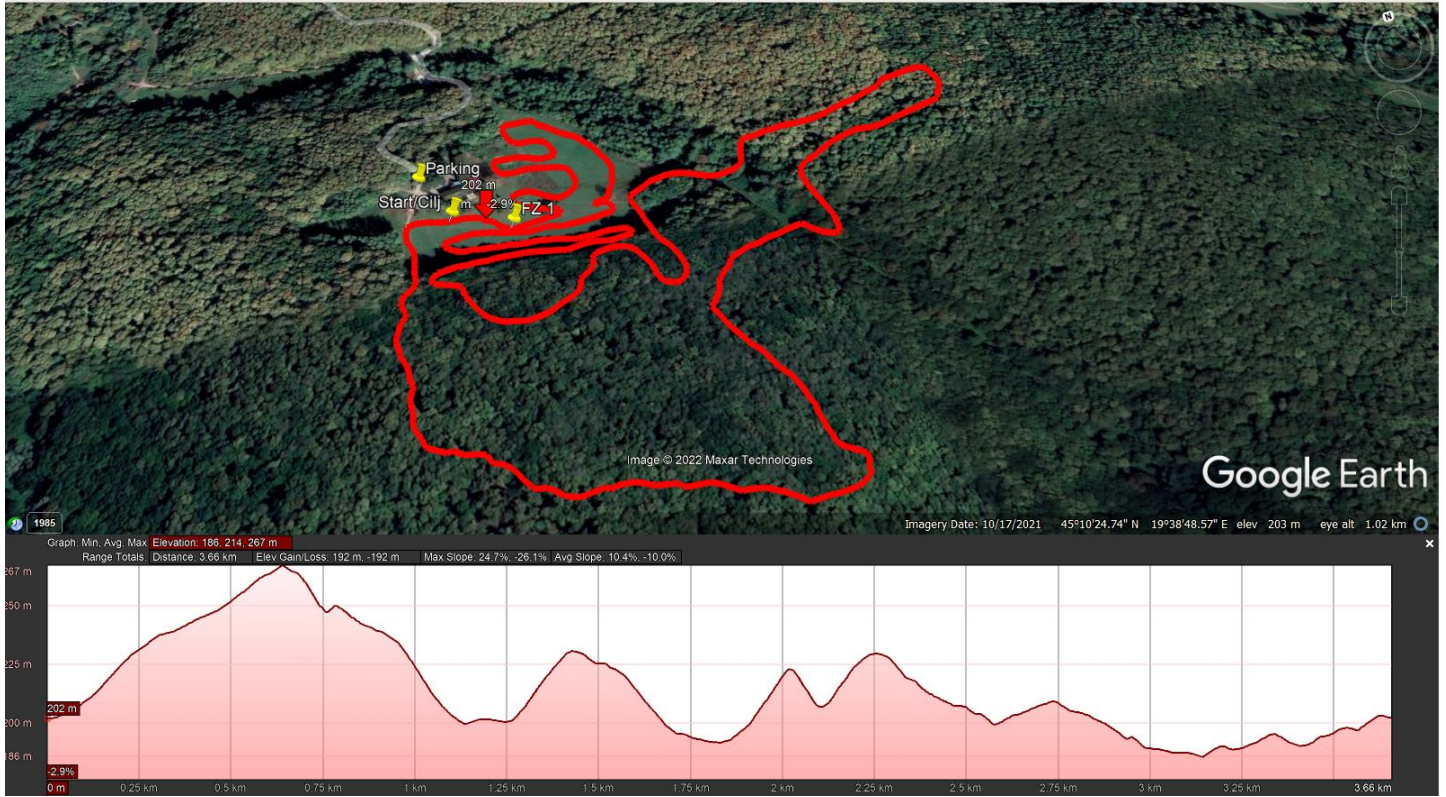 N
Parking
202 m
Start/Cilj
m
-2.9%
FZ 1
Image © 2022 Maxar Technologies
Google Earth
1985
Imagery Date: 10/17/2021 45°10'24.74" N 19°38'48.57" E elev 203 m eye alt 1.02 km
Graph: Min, Avg, Max Elevation: 186, 214, 267 m
Range Totals: Distance: 3.66 km Elev Gain/Loss: 192 m, -192 m Max Slope: 24.7%, -26.1% Avg Slope: 10.4%, -10.0%
267 m
250 m
225 m
202 m
200 m
186 m
-2.9%
0 m 0.25 km 0.5 km 0.75 km 1 km 1.25 km 1.5 km 1.75 km 2 km 2.25 km 2.5 km 2.75 km 3 km 3.25 km 3.66 km